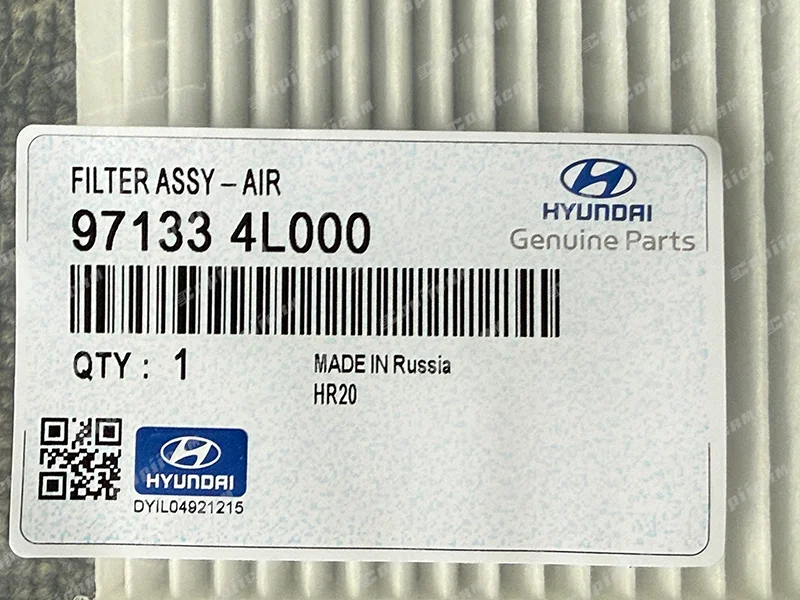 FILTER ASSY – AIR
97133 4L000
HYUNDAI
Genuine Parts
QTY : 1
MADE IN Russia
HR20
HYUNDAI
DYIL04921215